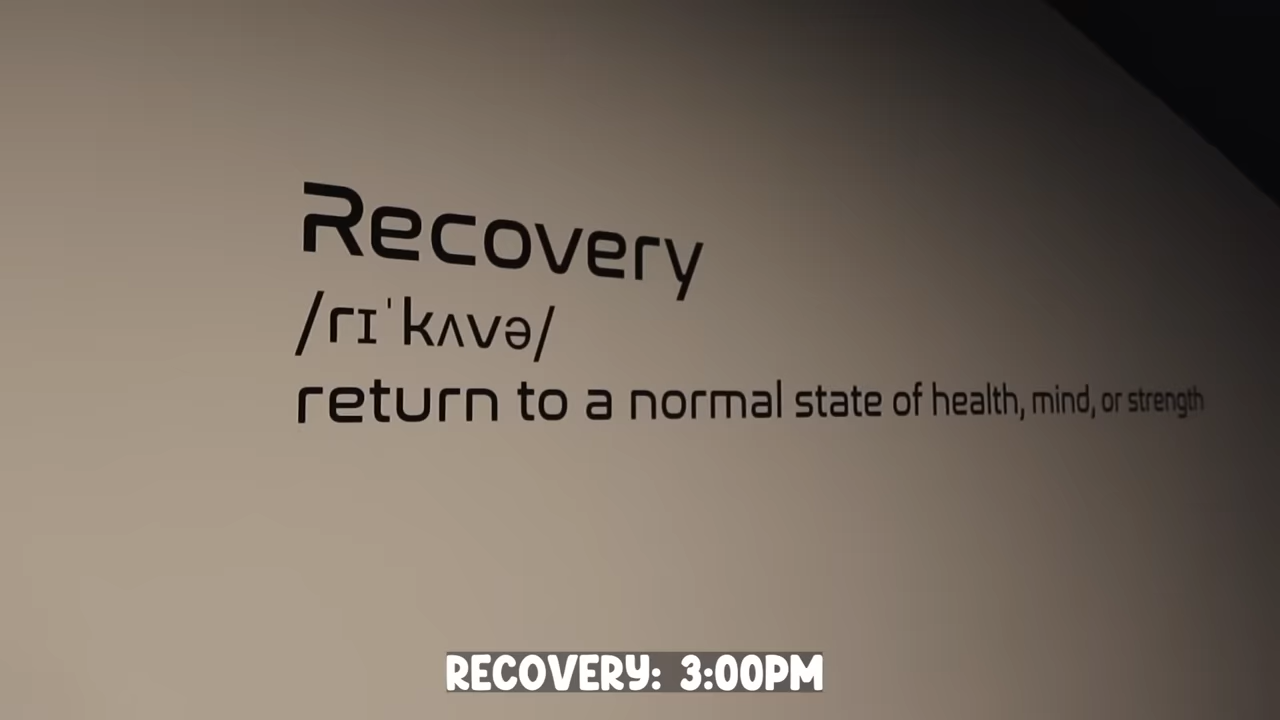 Recovery
/rɪˈkʌvə/
return to a normal state of health, mind, or strength
RECOVERY: 3:00PM